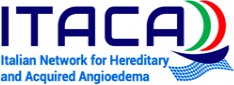 ITACA
Italian Network for Hereditary
and Acquired Angioedema